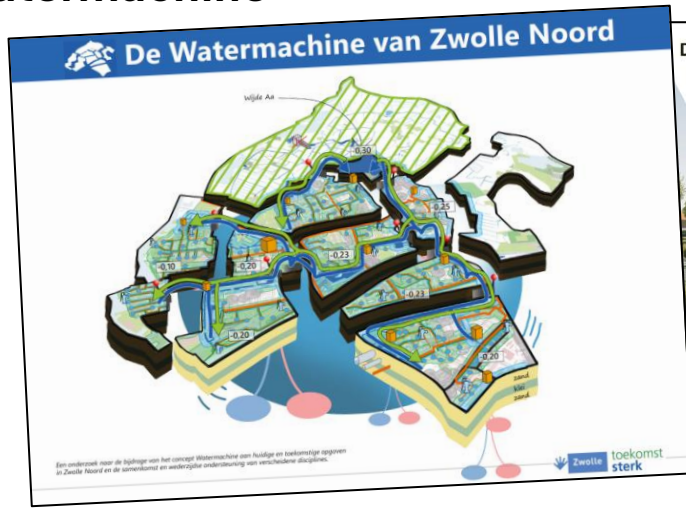 De Watermachine van Zwolle Noord
Wijde Aa
-0,30
-0,25
-0,10
-0,20
-0,23
-0,23
-0,20
-0,20
zand
klei
zand
Een onderzoek naar de bijdrage van het concept Watermachine aan huidige en toekomstige opgaven
in Zwolle Noord en de samenkomst en wederzijdse ondersteuning van verscheidene disciplines.
Zwolle
toekomst
sterk